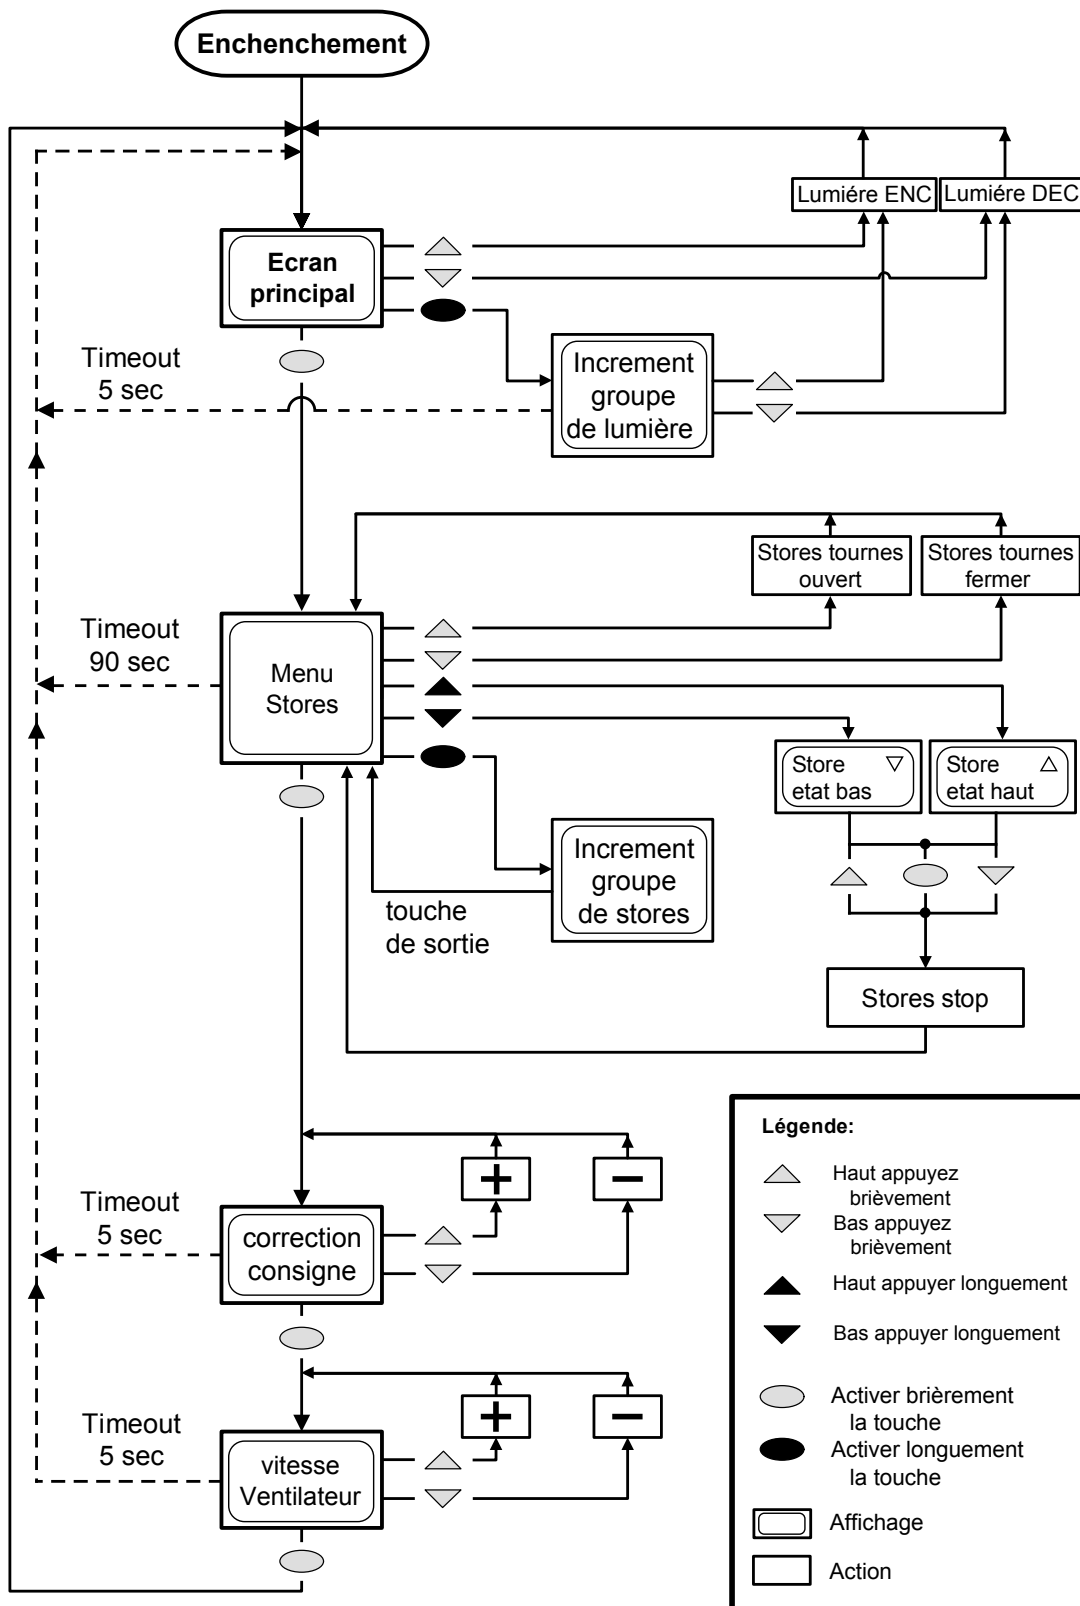 Enchenchement
Lumiére ENC
Lumiére DEC
Ecran
principal
Timeout
5 sec
Increment
groupe
de lumière
Stores tournes
ouvert
Stores tournes
fermer
Timeout
90 sec
Menu
Stores
Store
etat bas
Store
etat haut
Increment
groupe
de stores
touche
de sortie
Stores stop
Légende:
Haut appuyez
brièvement
Bas appuyez
brièvement
Haut appuyer longuement
Bas appuyer longuement
Activer brièrement
la touche
Activer longuement
la touche
Affichage
Action
+
−
Timeout
5 sec
correction
consigne
+
−
Timeout
5 sec
vitesse
Ventilateur